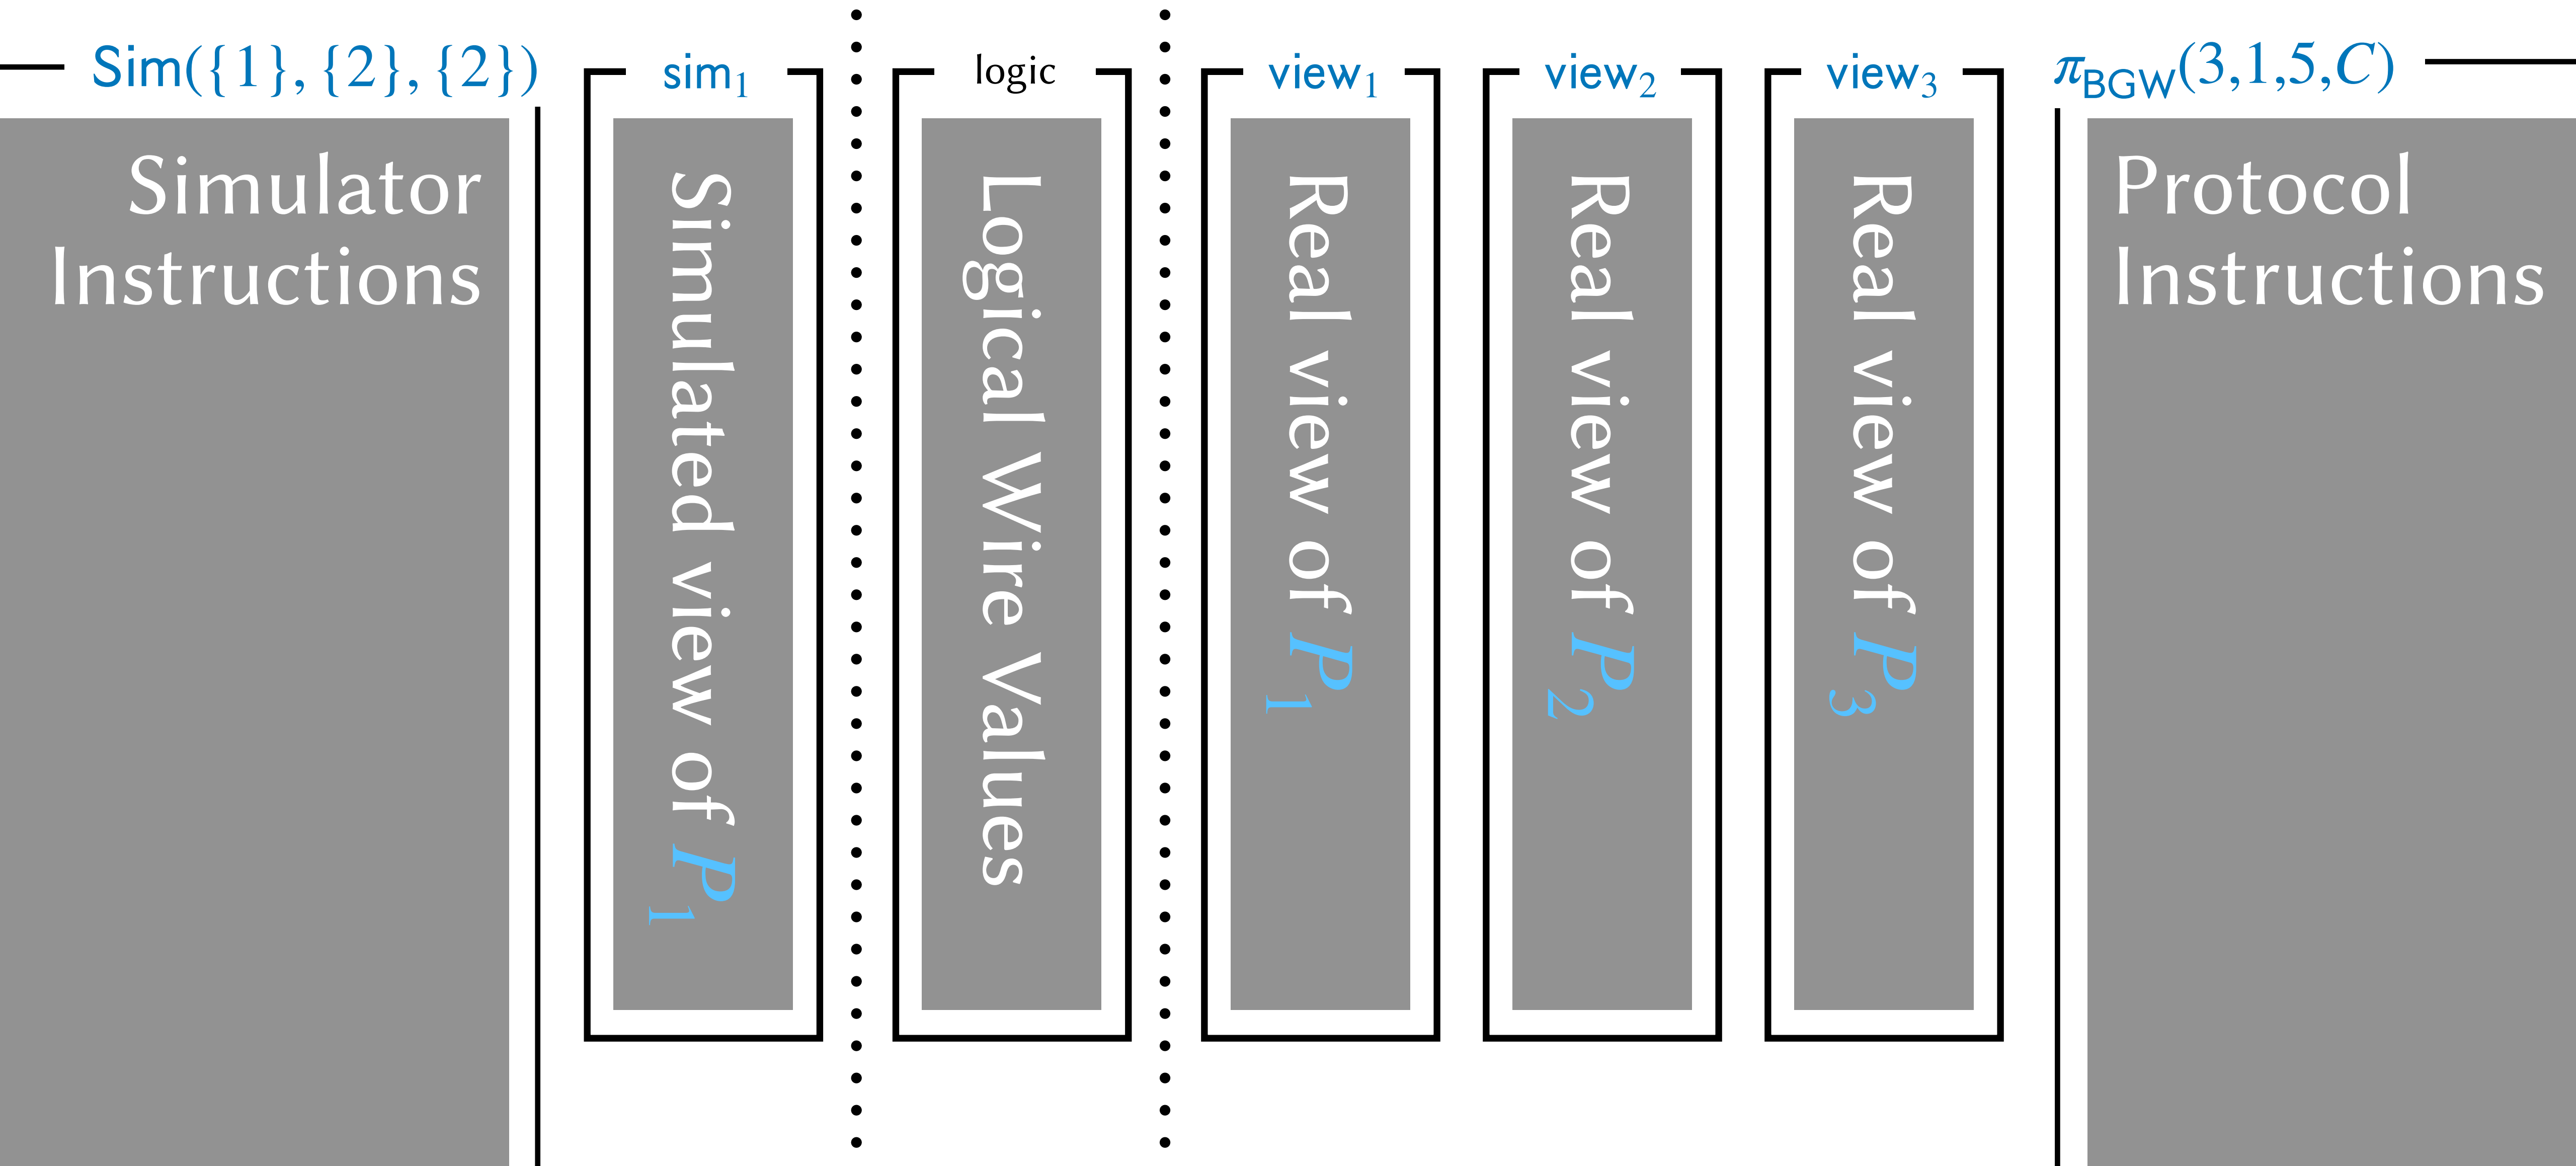 Sim({1}, {2}, {2})
sim₁
logic
view₁
view₂
view₃
π_BGW(3,1,5,C)
Simulator
Instructions
Simulated view of P₁
Logical Wire Values
Real view of P₁
Real view of P₂
Real view of P₃
Protocol
Instructions